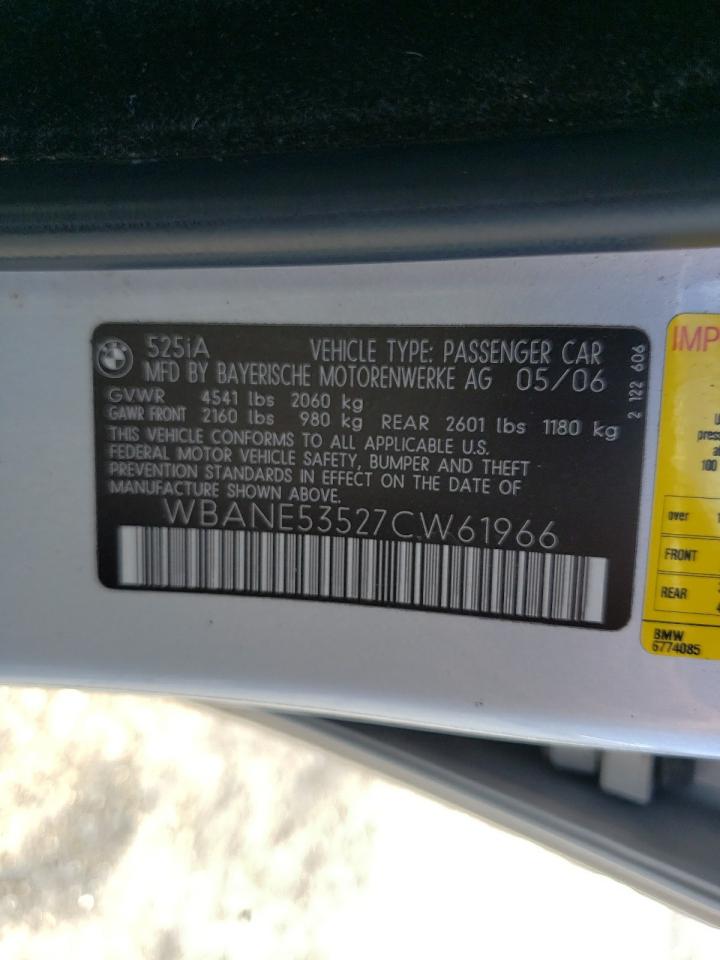 525iA VEHICLE TYPE: PASSENGER CAR
MFD BY BAYERISCHE MOTORENWERKE AG 05/06
GVWR 4541 lbs 2060 kg
GAWR FRONT 2160 lbs 980 kg REAR 2601 lbs 1180 kg
THIS VEHICLE CONFORMS TO ALL APPLICABLE U.S.
FEDERAL MOTOR VEHICLE SAFETY, BUMPER AND THEFT
PREVENTION STANDARDS IN EFFECT ON THE DATE OF
MANUFACTURE SHOWN ABOVE.
WBANE53527CW61966
2 122 606
IMP
pres
100
over
FRONT
REAR
BMW
6774085